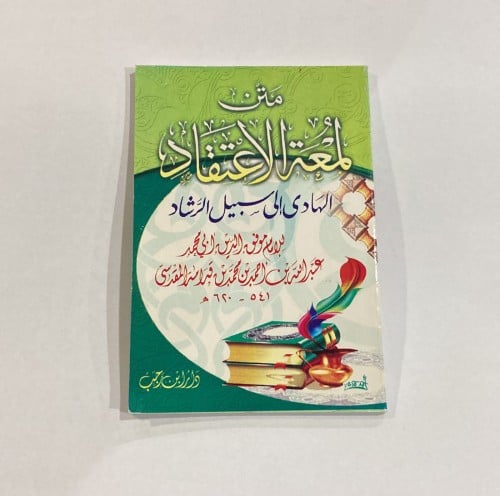 متن
لمعة الاعتقاد
الهادي إلى سبيل الرشاد
للإمام موفق الدين أبي محمد
عبد الله بن أحمد بن محمد بن قدامة المقدسي
٥٤١ - ٦٢٠ هـ
دار ابن رجب